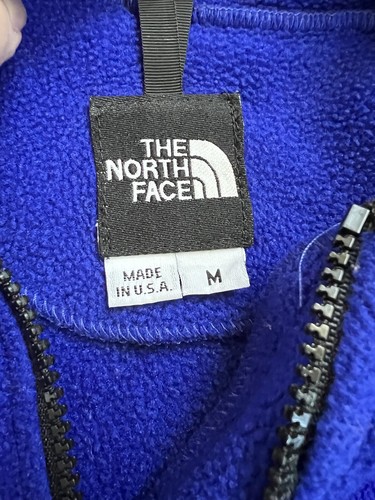 THE
NORTH
FACE
MADE
IN U.S.A.
M